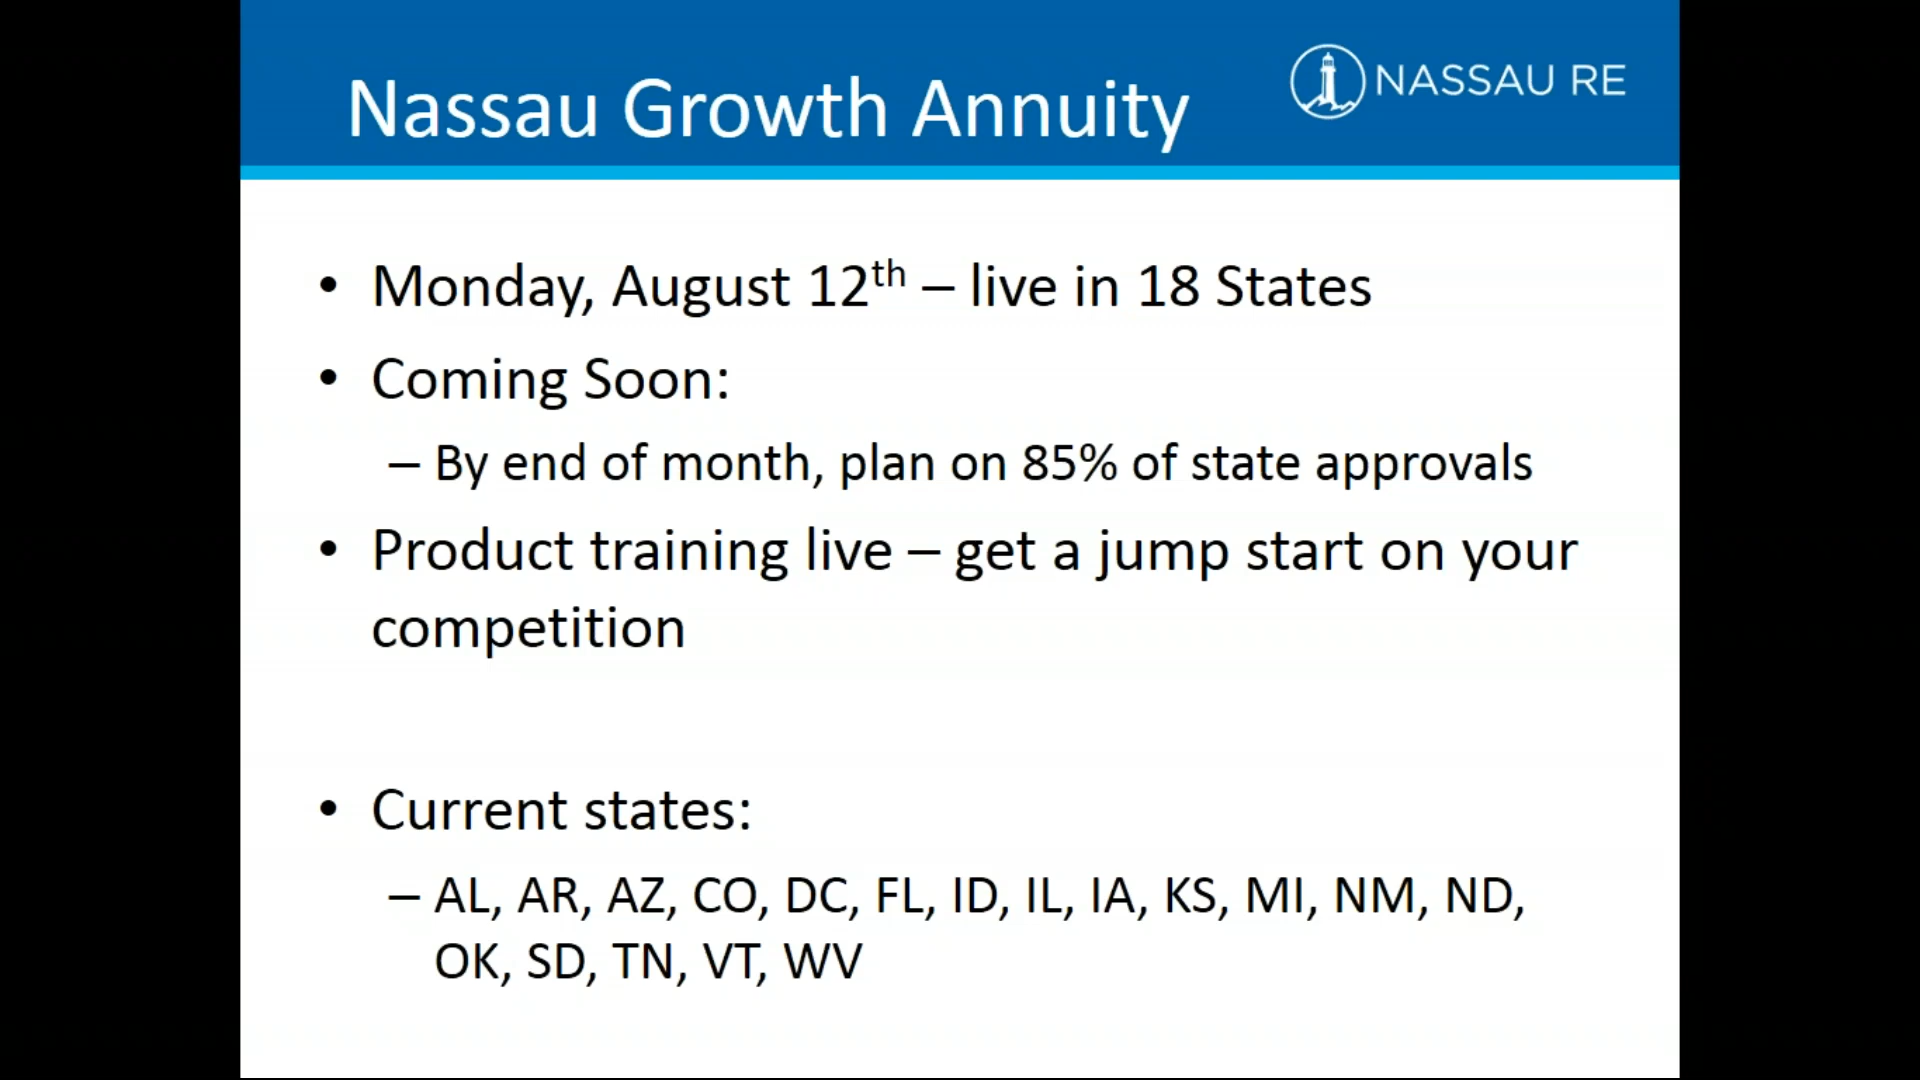 Nassau Growth Annuity
NASSAU RE
• Monday, August 12th – live in 18 States
• Coming Soon:
– By end of month, plan on 85% of state approvals
• Product training live – get a jump start on your
competition
• Current states:
– AL, AR, AZ, CO, DC, FL, ID, IL, IA, KS, MI, NM, ND,
OK, SD, TN, VT, WV